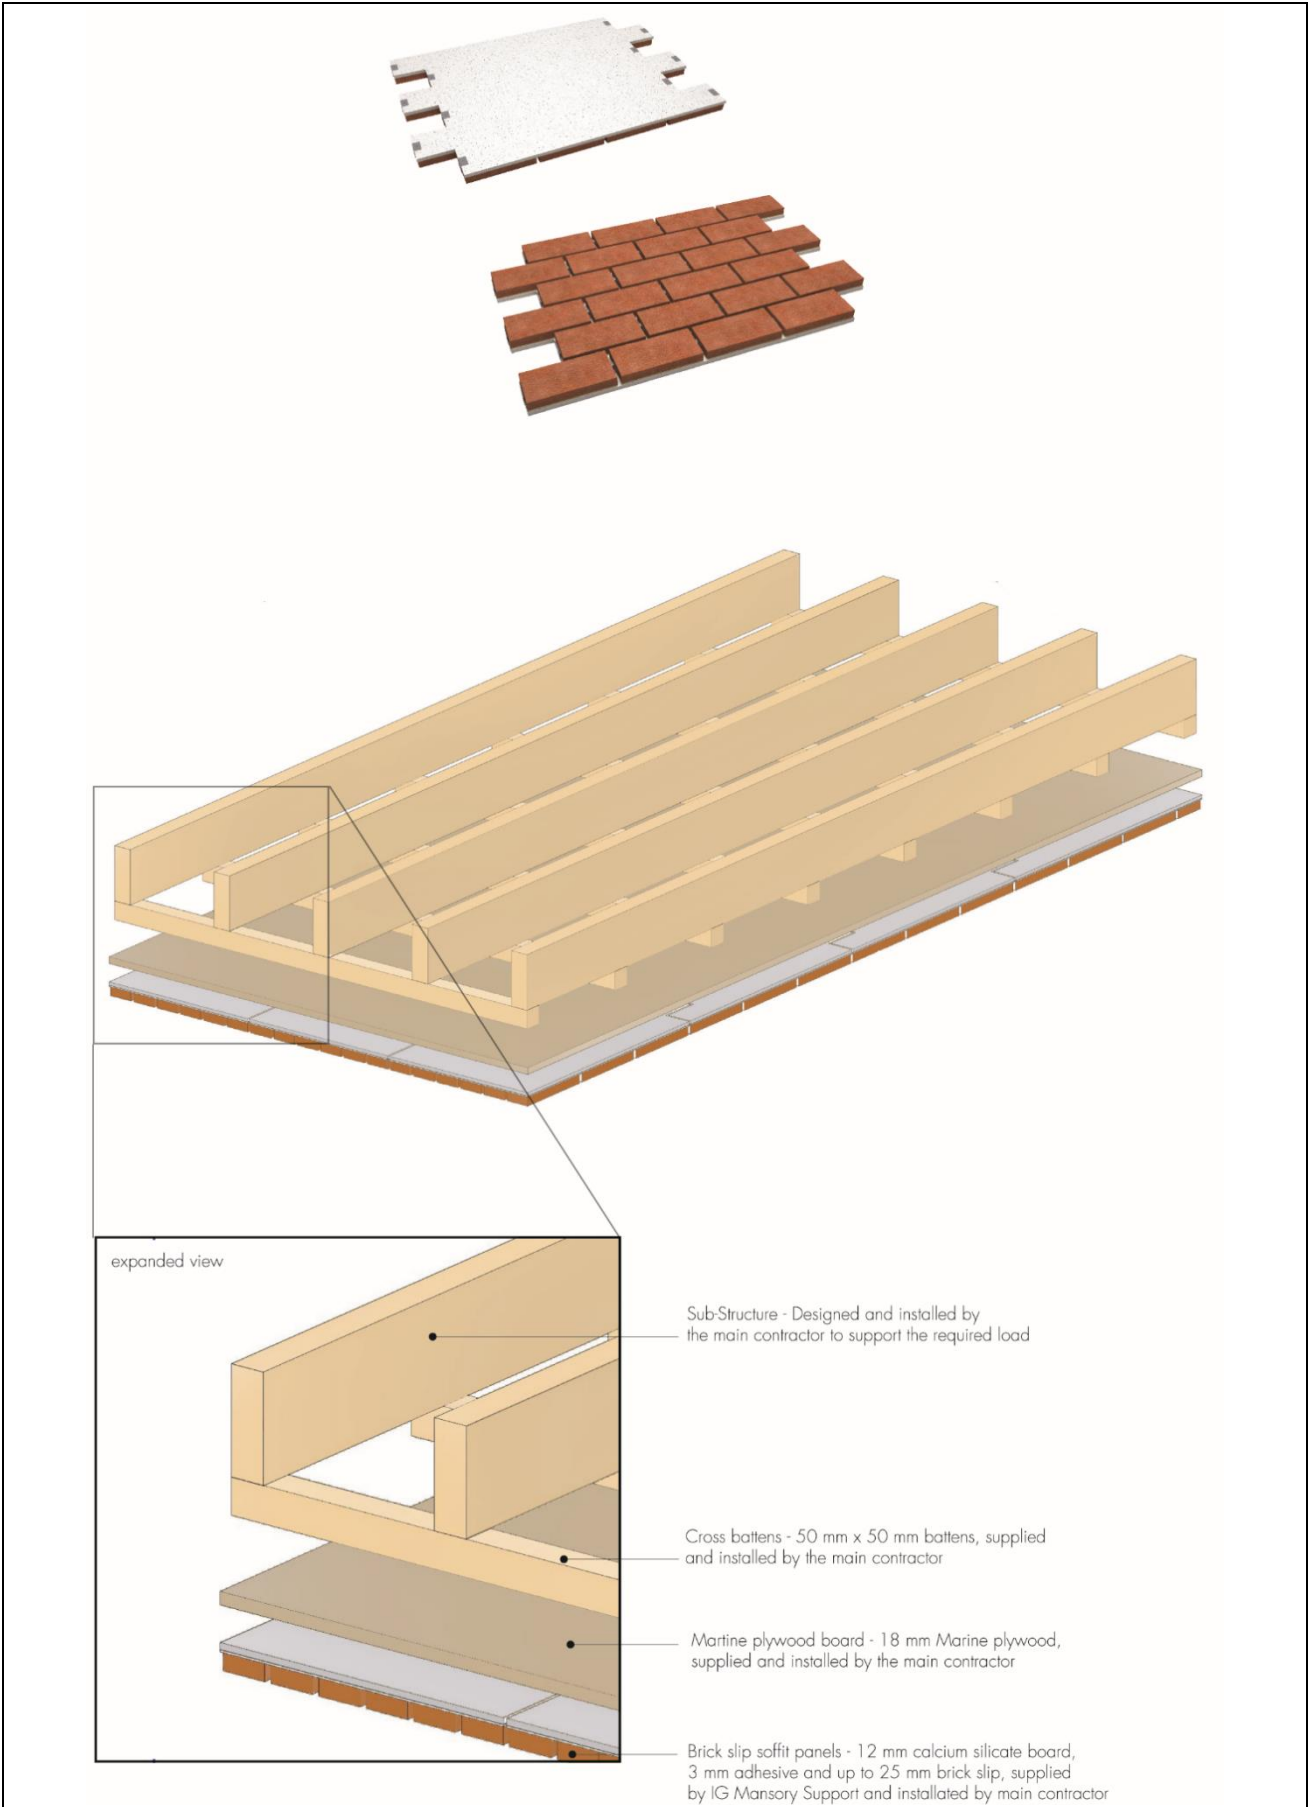 expanded view
Sub-Structure - Designed and installed by
the main contractor to support the required load
Cross battens - 50 mm x 50 mm battens, supplied
and installed by the main contractor
Martine plywood board - 18 mm Marine plywood,
supplied and installed by the main contractor
Brick slip soffit panels - 12 mm calcium silicate board,
3 mm adhesive and up to 25 mm brick slip, supplied
by IG Mansory Support and installated by main contractor